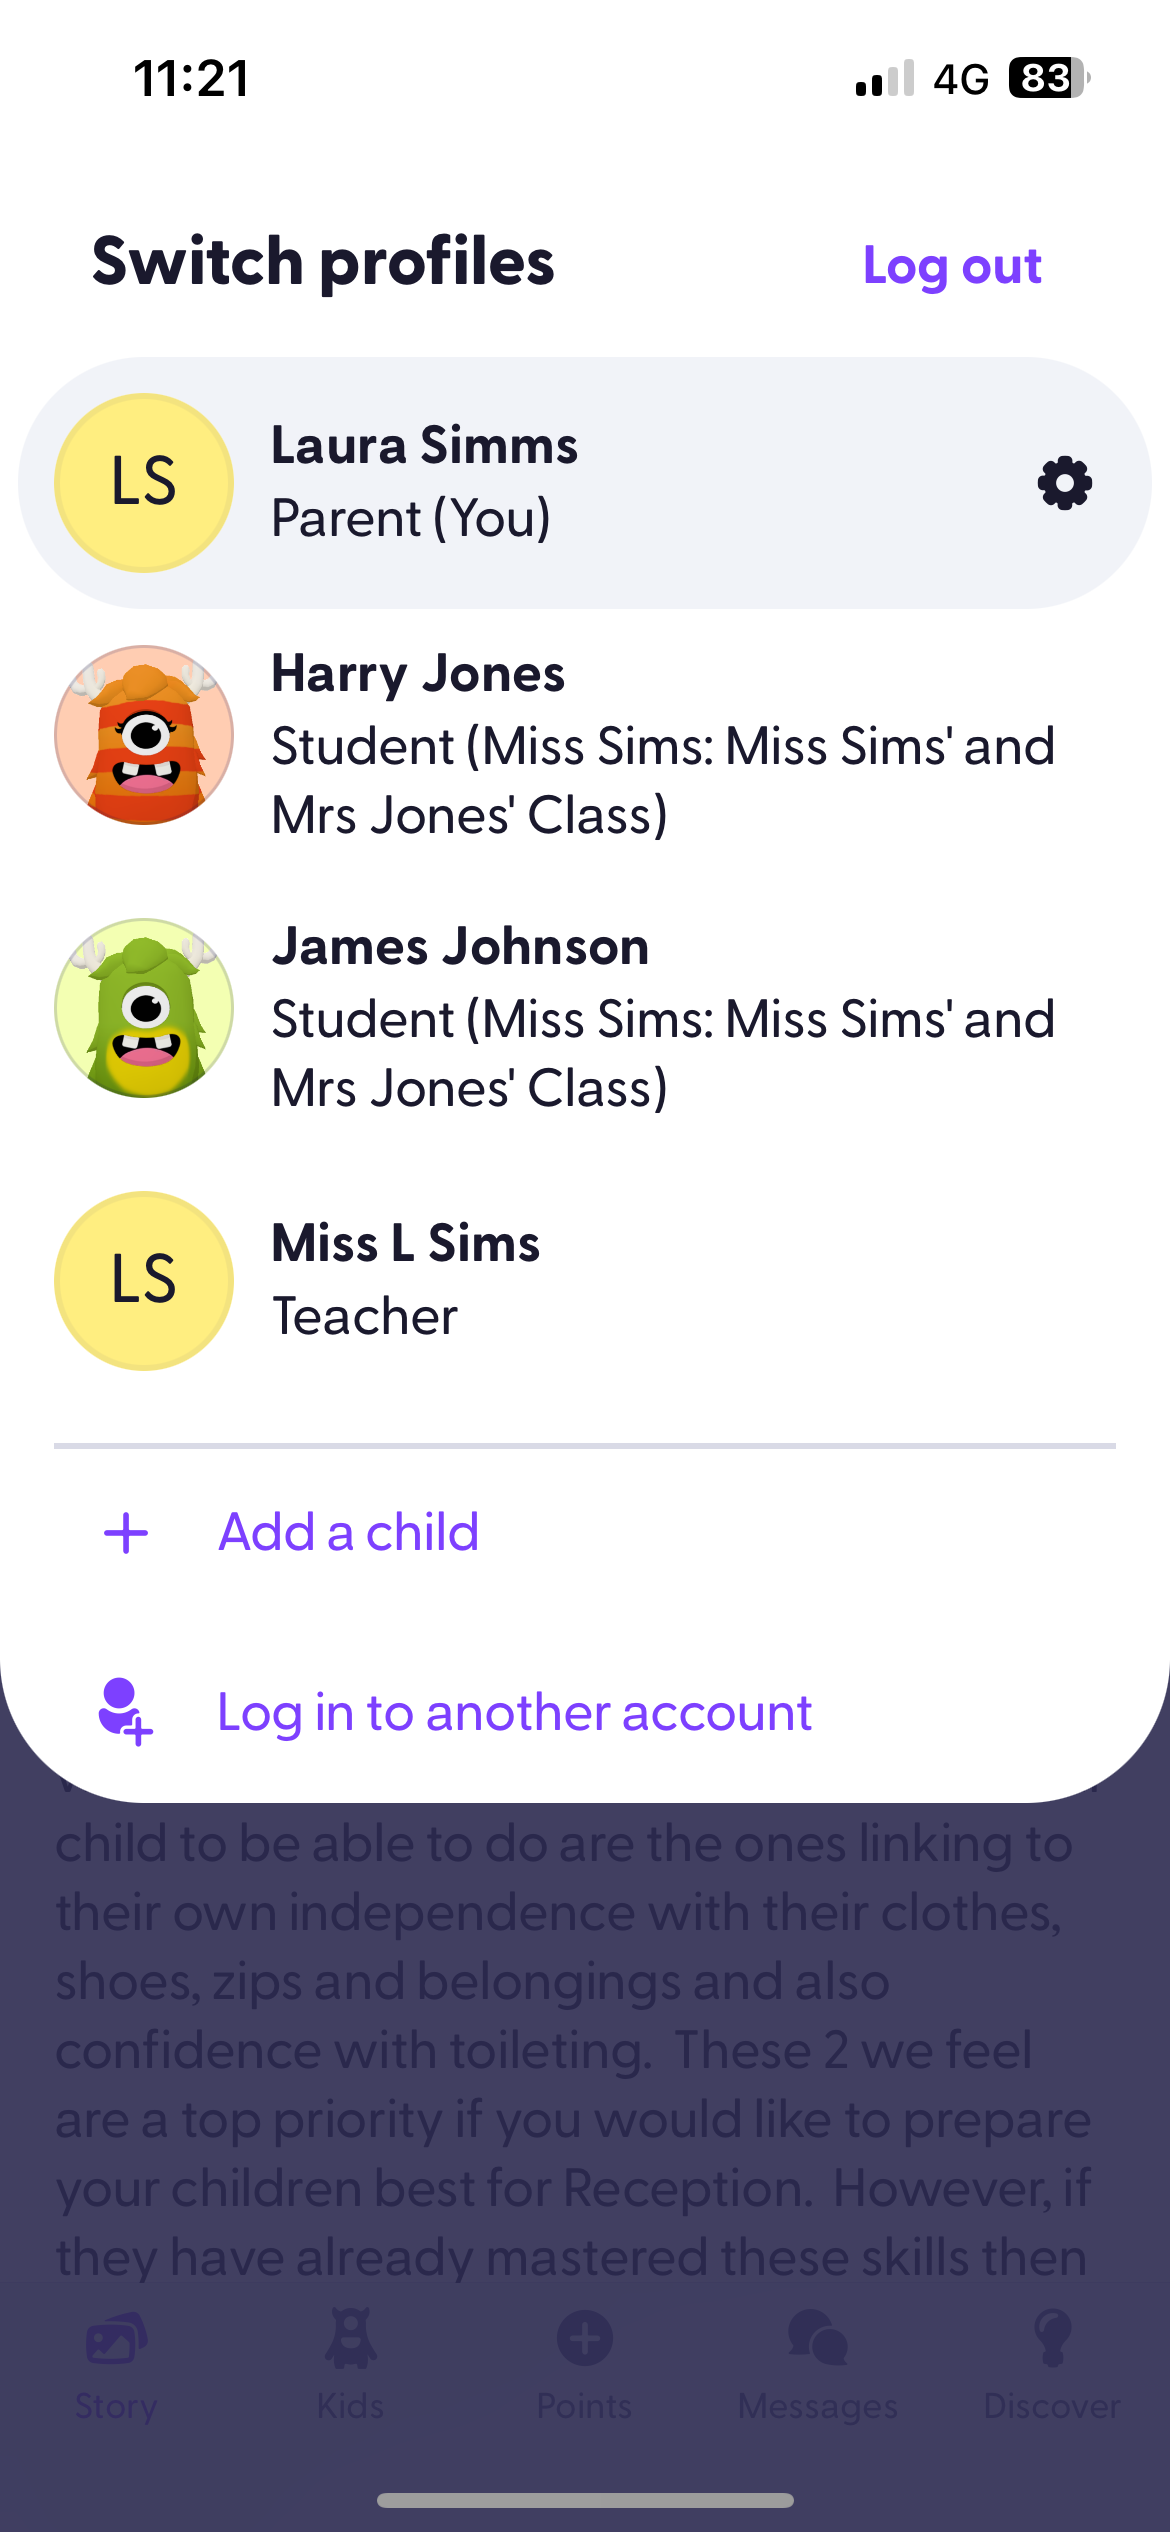 11:21
4G
83
Switch profiles
Log out
LS
Laura Simms
Parent (You)
Harry Jones
Student (Miss Sims: Miss Sims' and
Mrs Jones' Class)
James Johnson
Student (Miss Sims: Miss Sims' and
Mrs Jones' Class)
LS
Miss L Sims
Teacher
Add a child
Log in to another account
child to be able to do are the ones linking to
their own independence with their clothes,
shoes, zips and belongings and also
confidence with toileting.  These 2 we feel
are a top priority if you would like to prepare
your children best for Reception.  However, if
they have already mastered these skills then
Story
Kids
Points
Messages
Discover